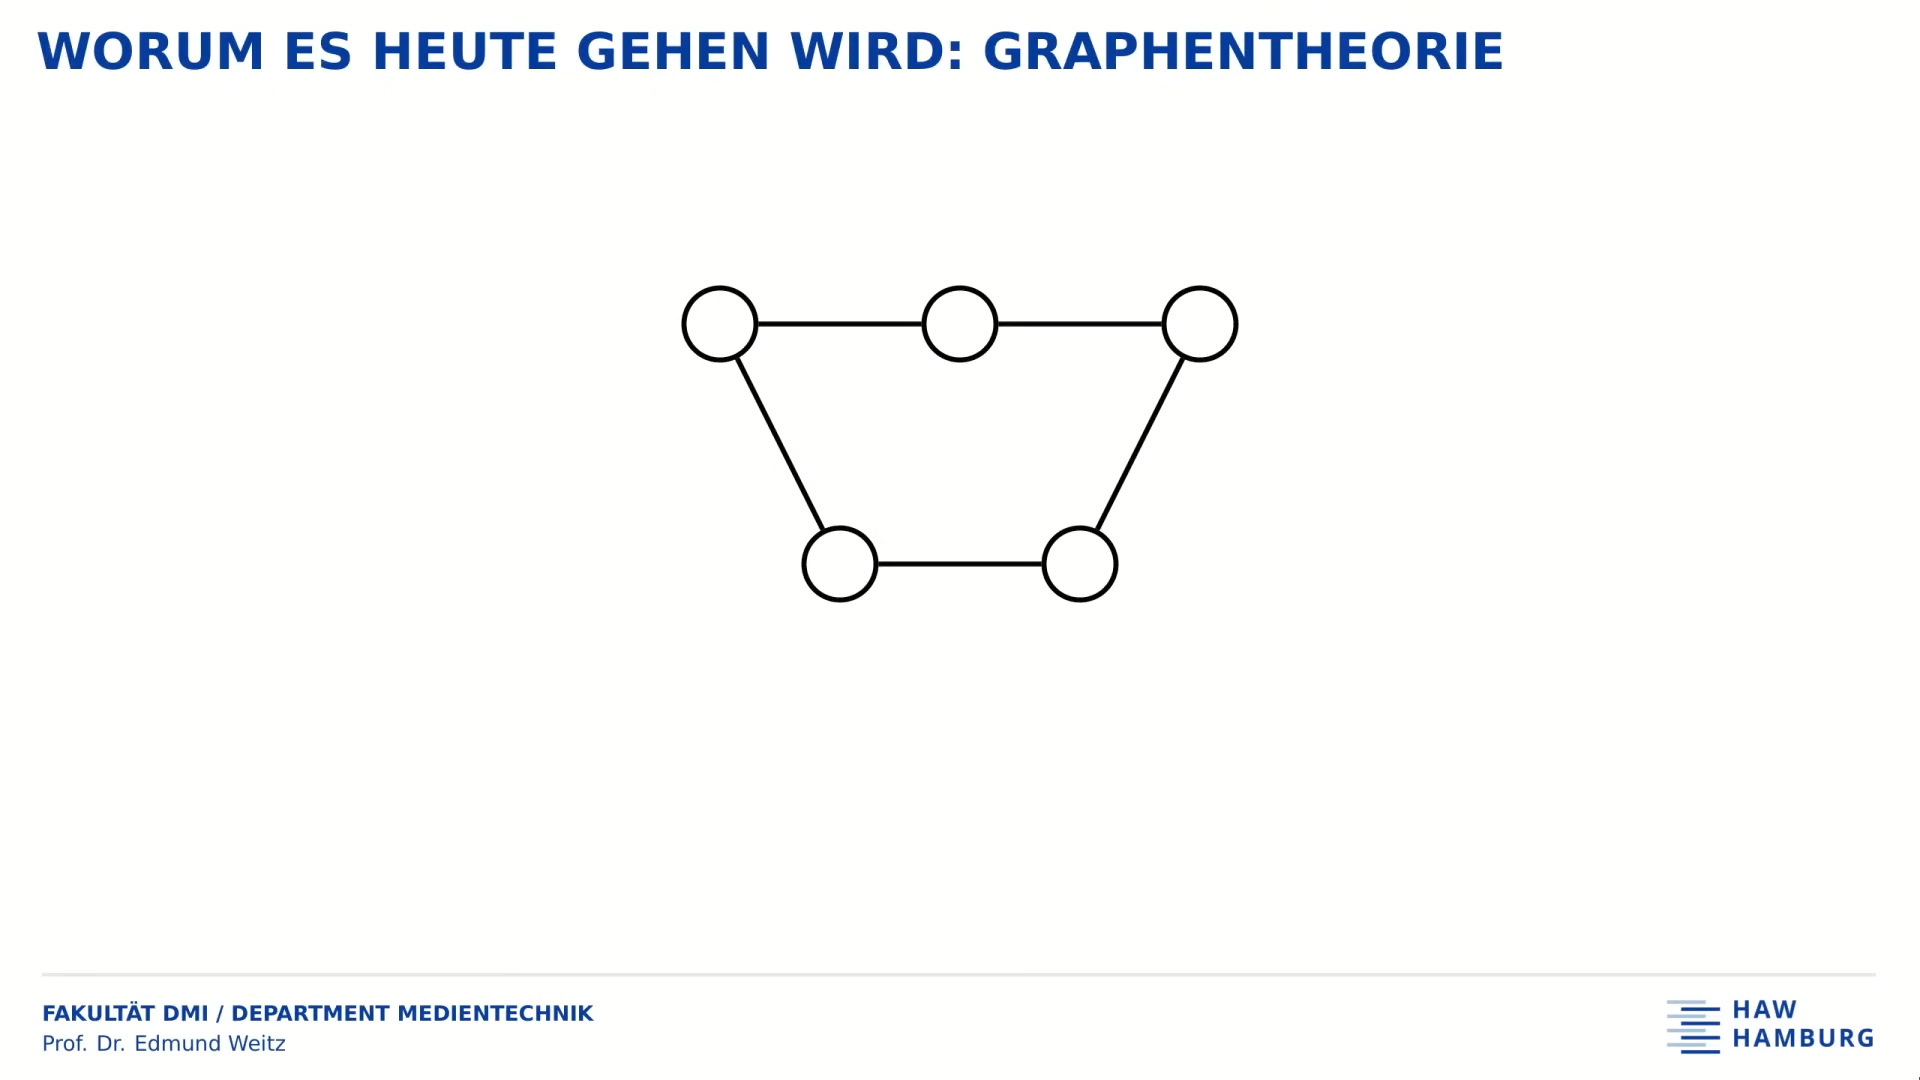 WORUM ES HEUTE GEHEN WIRD: GRAPHENTHEORIE
FAKULTÄT DMI / DEPARTMENT MEDIENTECHNIK
Prof. Dr. Edmund Weitz
HAW
HAMBURG